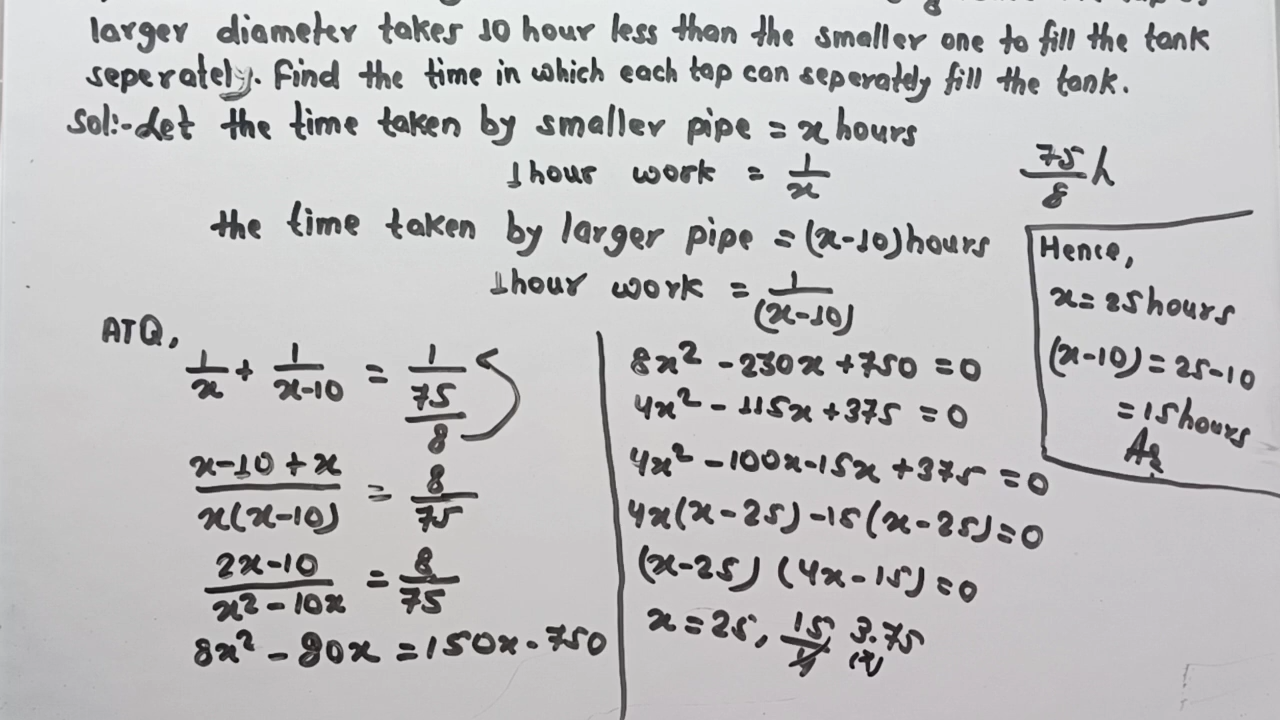 larger diameter takes 10 hour less than the smaller one to fill the tank
seperately. Find the time in which each tap can seperately fill the tank.
Sol:- Let the time taken by smaller pipe = x hours
1 hour work = 1/x
75/8 h
the time taken by larger pipe = (x-10) hours
1 hour work = 1/(x-10)
ATQ,
1/x + 1/(x-10) = 1/(75/8)
(x-10+x)/(x(x-10)) = 8/75
(2x-10)/(x²-10x) = 8/75
8x² - 80x = 150x - 750
8x² - 230x + 750 = 0
4x² - 115x + 375 = 0
4x² - 100x - 15x + 375 = 0
4x(x-25) - 15(x-25) = 0
(x-25) (4x-15) = 0
x = 25, 15/4 3.75
Hence,
x = 25 hours
(x-10) = 25-10
= 15 hours